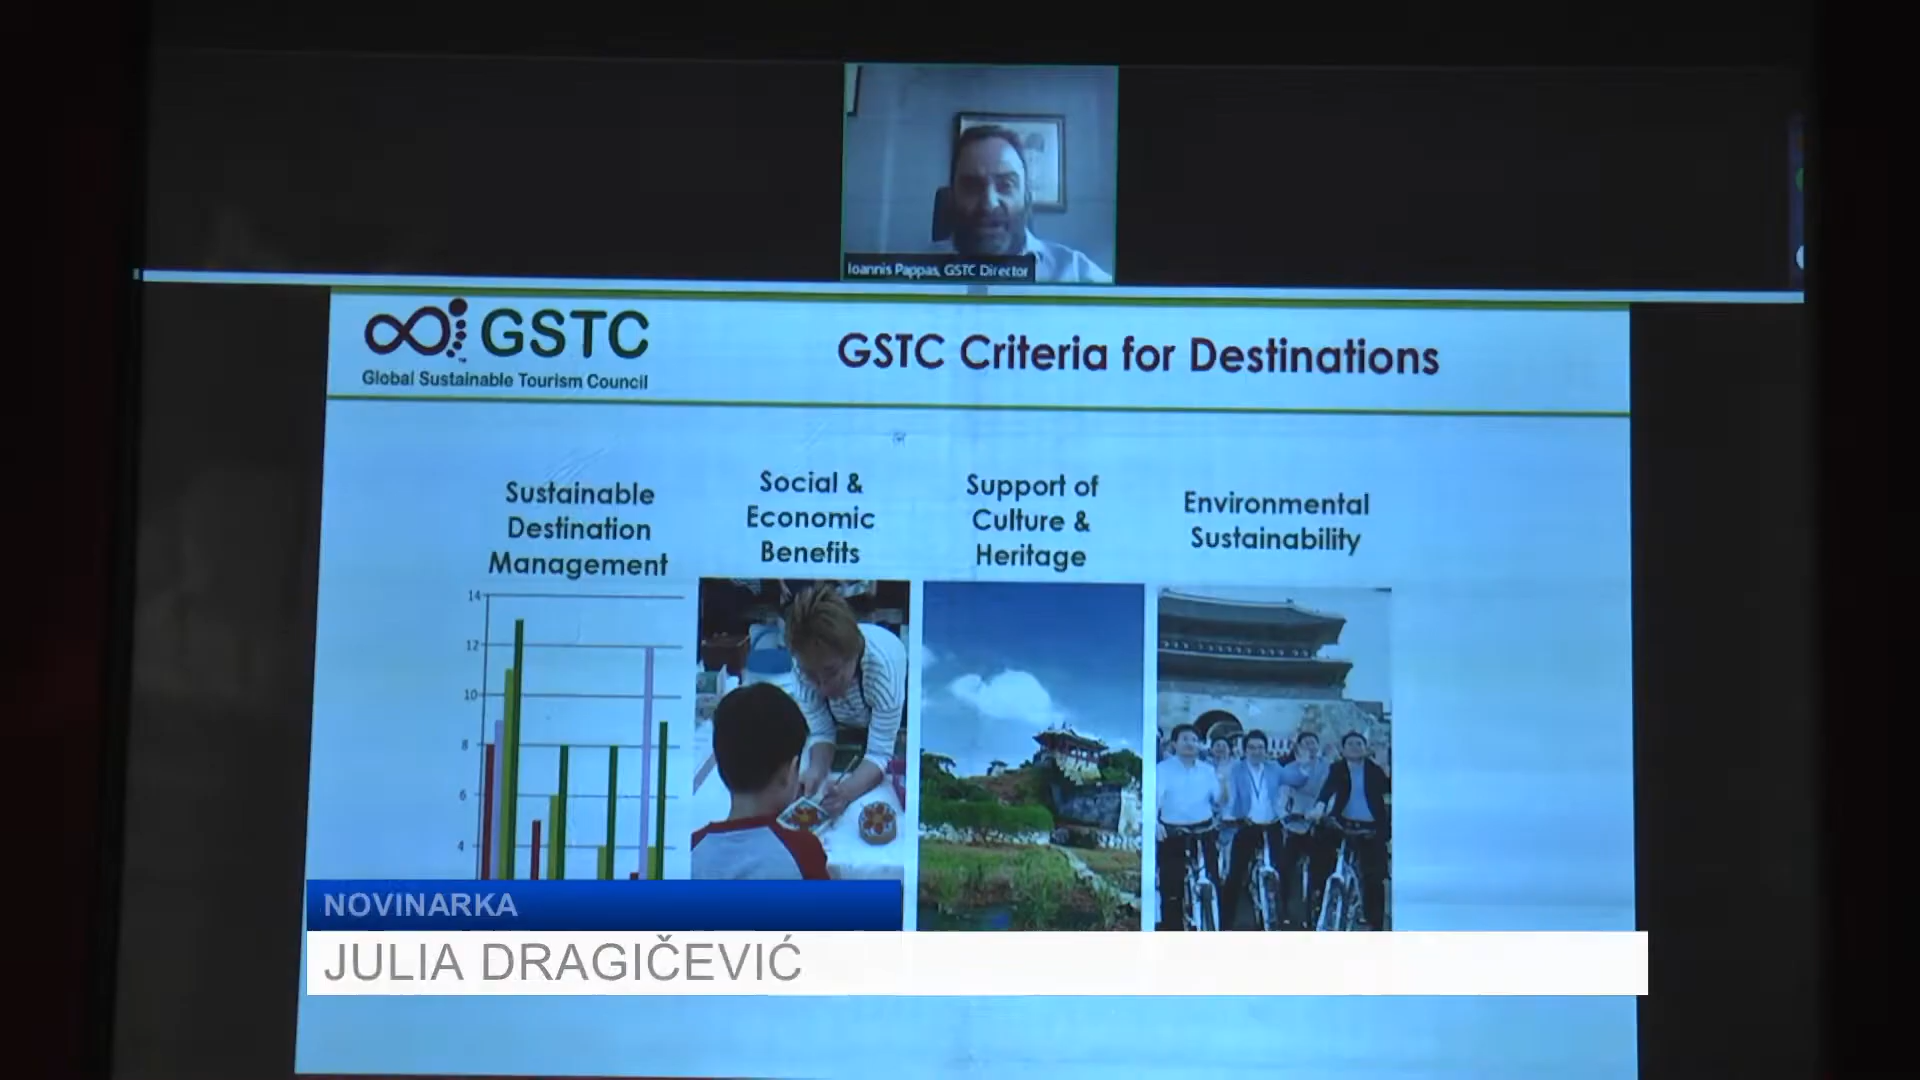 Ioannis Pappas, GSTC Director
GSTC
Global Sustainable Tourism Council
GSTC Criteria for Destinations
Sustainable
Destination
Management
Social &
Economic
Benefits
Support of
Culture &
Heritage
Environmental
Sustainability
14
12
10
8
6
4
NOVINARKA
JULIA DRAGIČEVIĆ